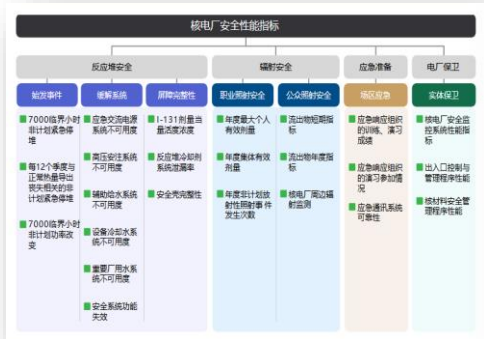 核电厂安全性能指标
反应堆安全
辐射安全
应急准备
电厂保卫
始发事件
缓解系统
屏障完整性
职业照射安全
公众照射安全
场区应急
实体保卫
7000临界小时
非计划紧急停
堆
每12个季度与
正常热量导出
丧失相关的非
计划紧急停堆
7000临界小时
非计划功率改
变
应急交流电源
系统不可用度
高压安注系统
不可用度
辅助给水系统
不可用度
设备冷却水系
统不可用度
重要厂用水系
统不可用度
安全系统功能
失效
I-131剂量当
量活度浓度
反应堆冷却剂
系统泄漏率
安全壳完整性
年度最大个人
有效剂量
年度集体有效
剂量
年度非计划放
射性照射事件
发生次数
流出物短期指
标
流出物年度指
标
核电厂周边辐
射监测
应急响应组织
的训练、演习
成绩
应急响应组织
的演习参加情
况
应急通讯系统
可靠性
核电厂安全监
控系统性能指
标
出入口控制与
管理程序性能
核材料安全管
理程序性能